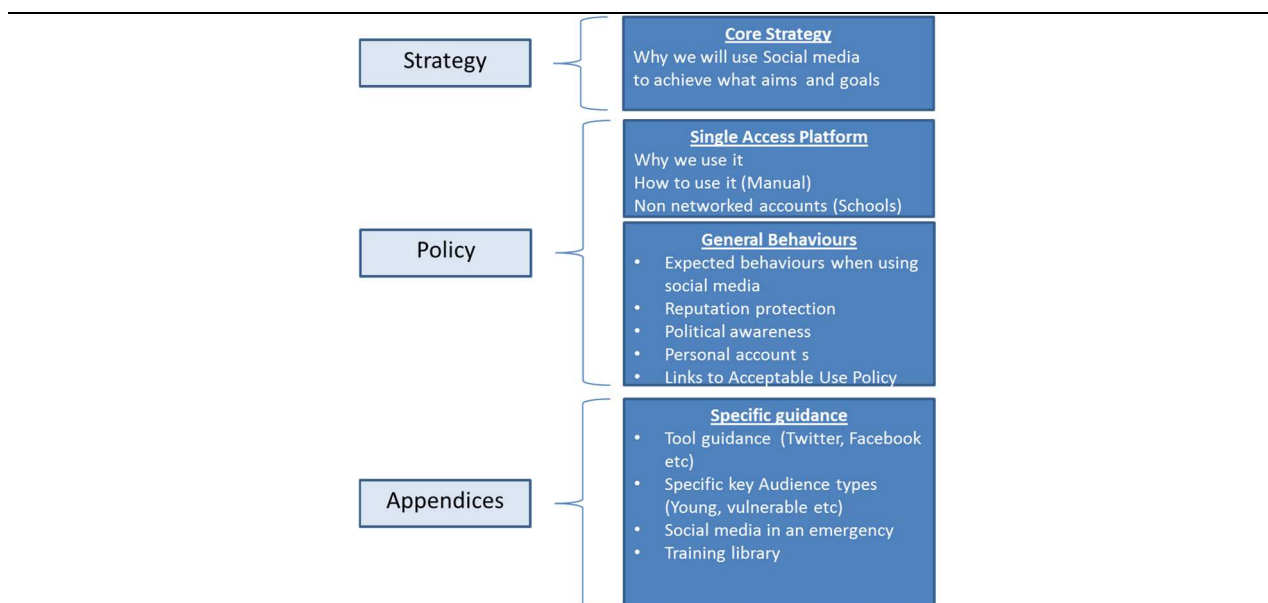 Strategy
Core Strategy
Why we will use Social media
to achieve what aims and goals
Policy
Single Access Platform
Why we use it
How to use it (Manual)
Non networked accounts (Schools)
General Behaviours
• Expected behaviours when using
social media
• Reputation protection
• Political awareness
• Personal account s
• Links to Acceptable Use Policy
Appendices
Specific guidance
• Tool guidance (Twitter, Facebook
etc)
• Specific key Audience types
(Young, vulnerable etc)
• Social media in an emergency
• Training library